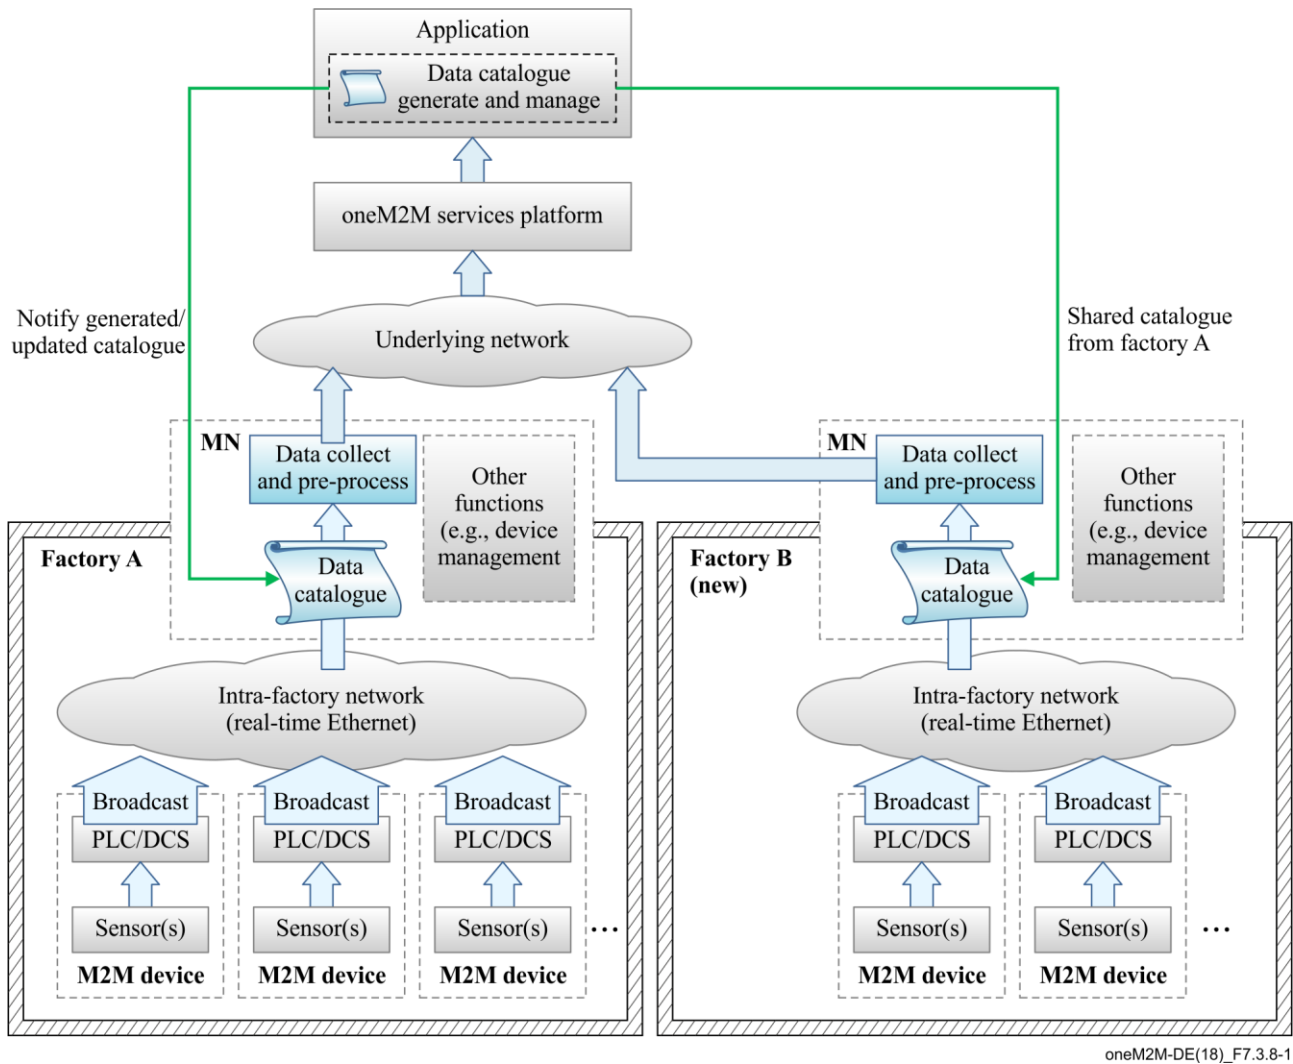 Application
Data catalogue
generate and manage
oneM2M services platform
Notify generated/
updated catalogue
Underlying network
Shared catalogue
from factory A
MN
Data collect
and pre-process
Other
functions
(e.g., device
management
MN
Data collect
and pre-process
Other
functions
(e.g., device
management
Factory A
Data
catalogue
Factory B
(new)
Data
catalogue
Intra-factory network
(real-time Ethernet)
Intra-factory network
(real-time Ethernet)
Broadcast
Broadcast
Broadcast
Broadcast
Broadcast
PLC/DCS
PLC/DCS
PLC/DCS
PLC/DCS
PLC/DCS
Sensor(s)
Sensor(s)
Sensor(s)
...
Sensor(s)
Sensor(s)
...
M2M device
M2M device
M2M device
M2M device
M2M device
oneM2M-DE(18)_F7.3.8-1